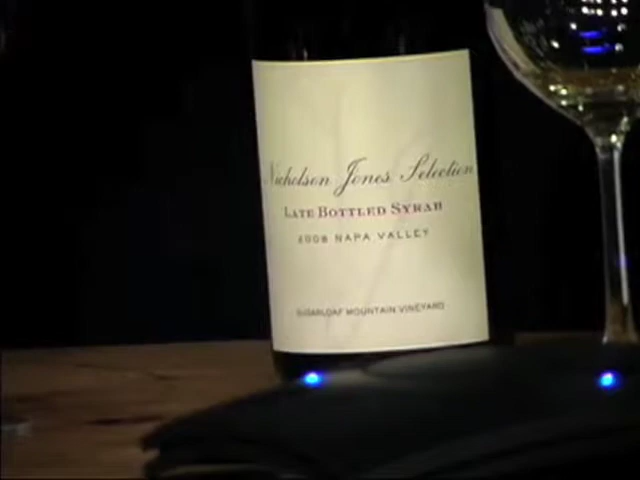 Nicholson Jones Selection
LATE BOTTLED SYRAH
2008 NAPA VALLEY
SUGARLOAF MOUNTAIN VINEYARD